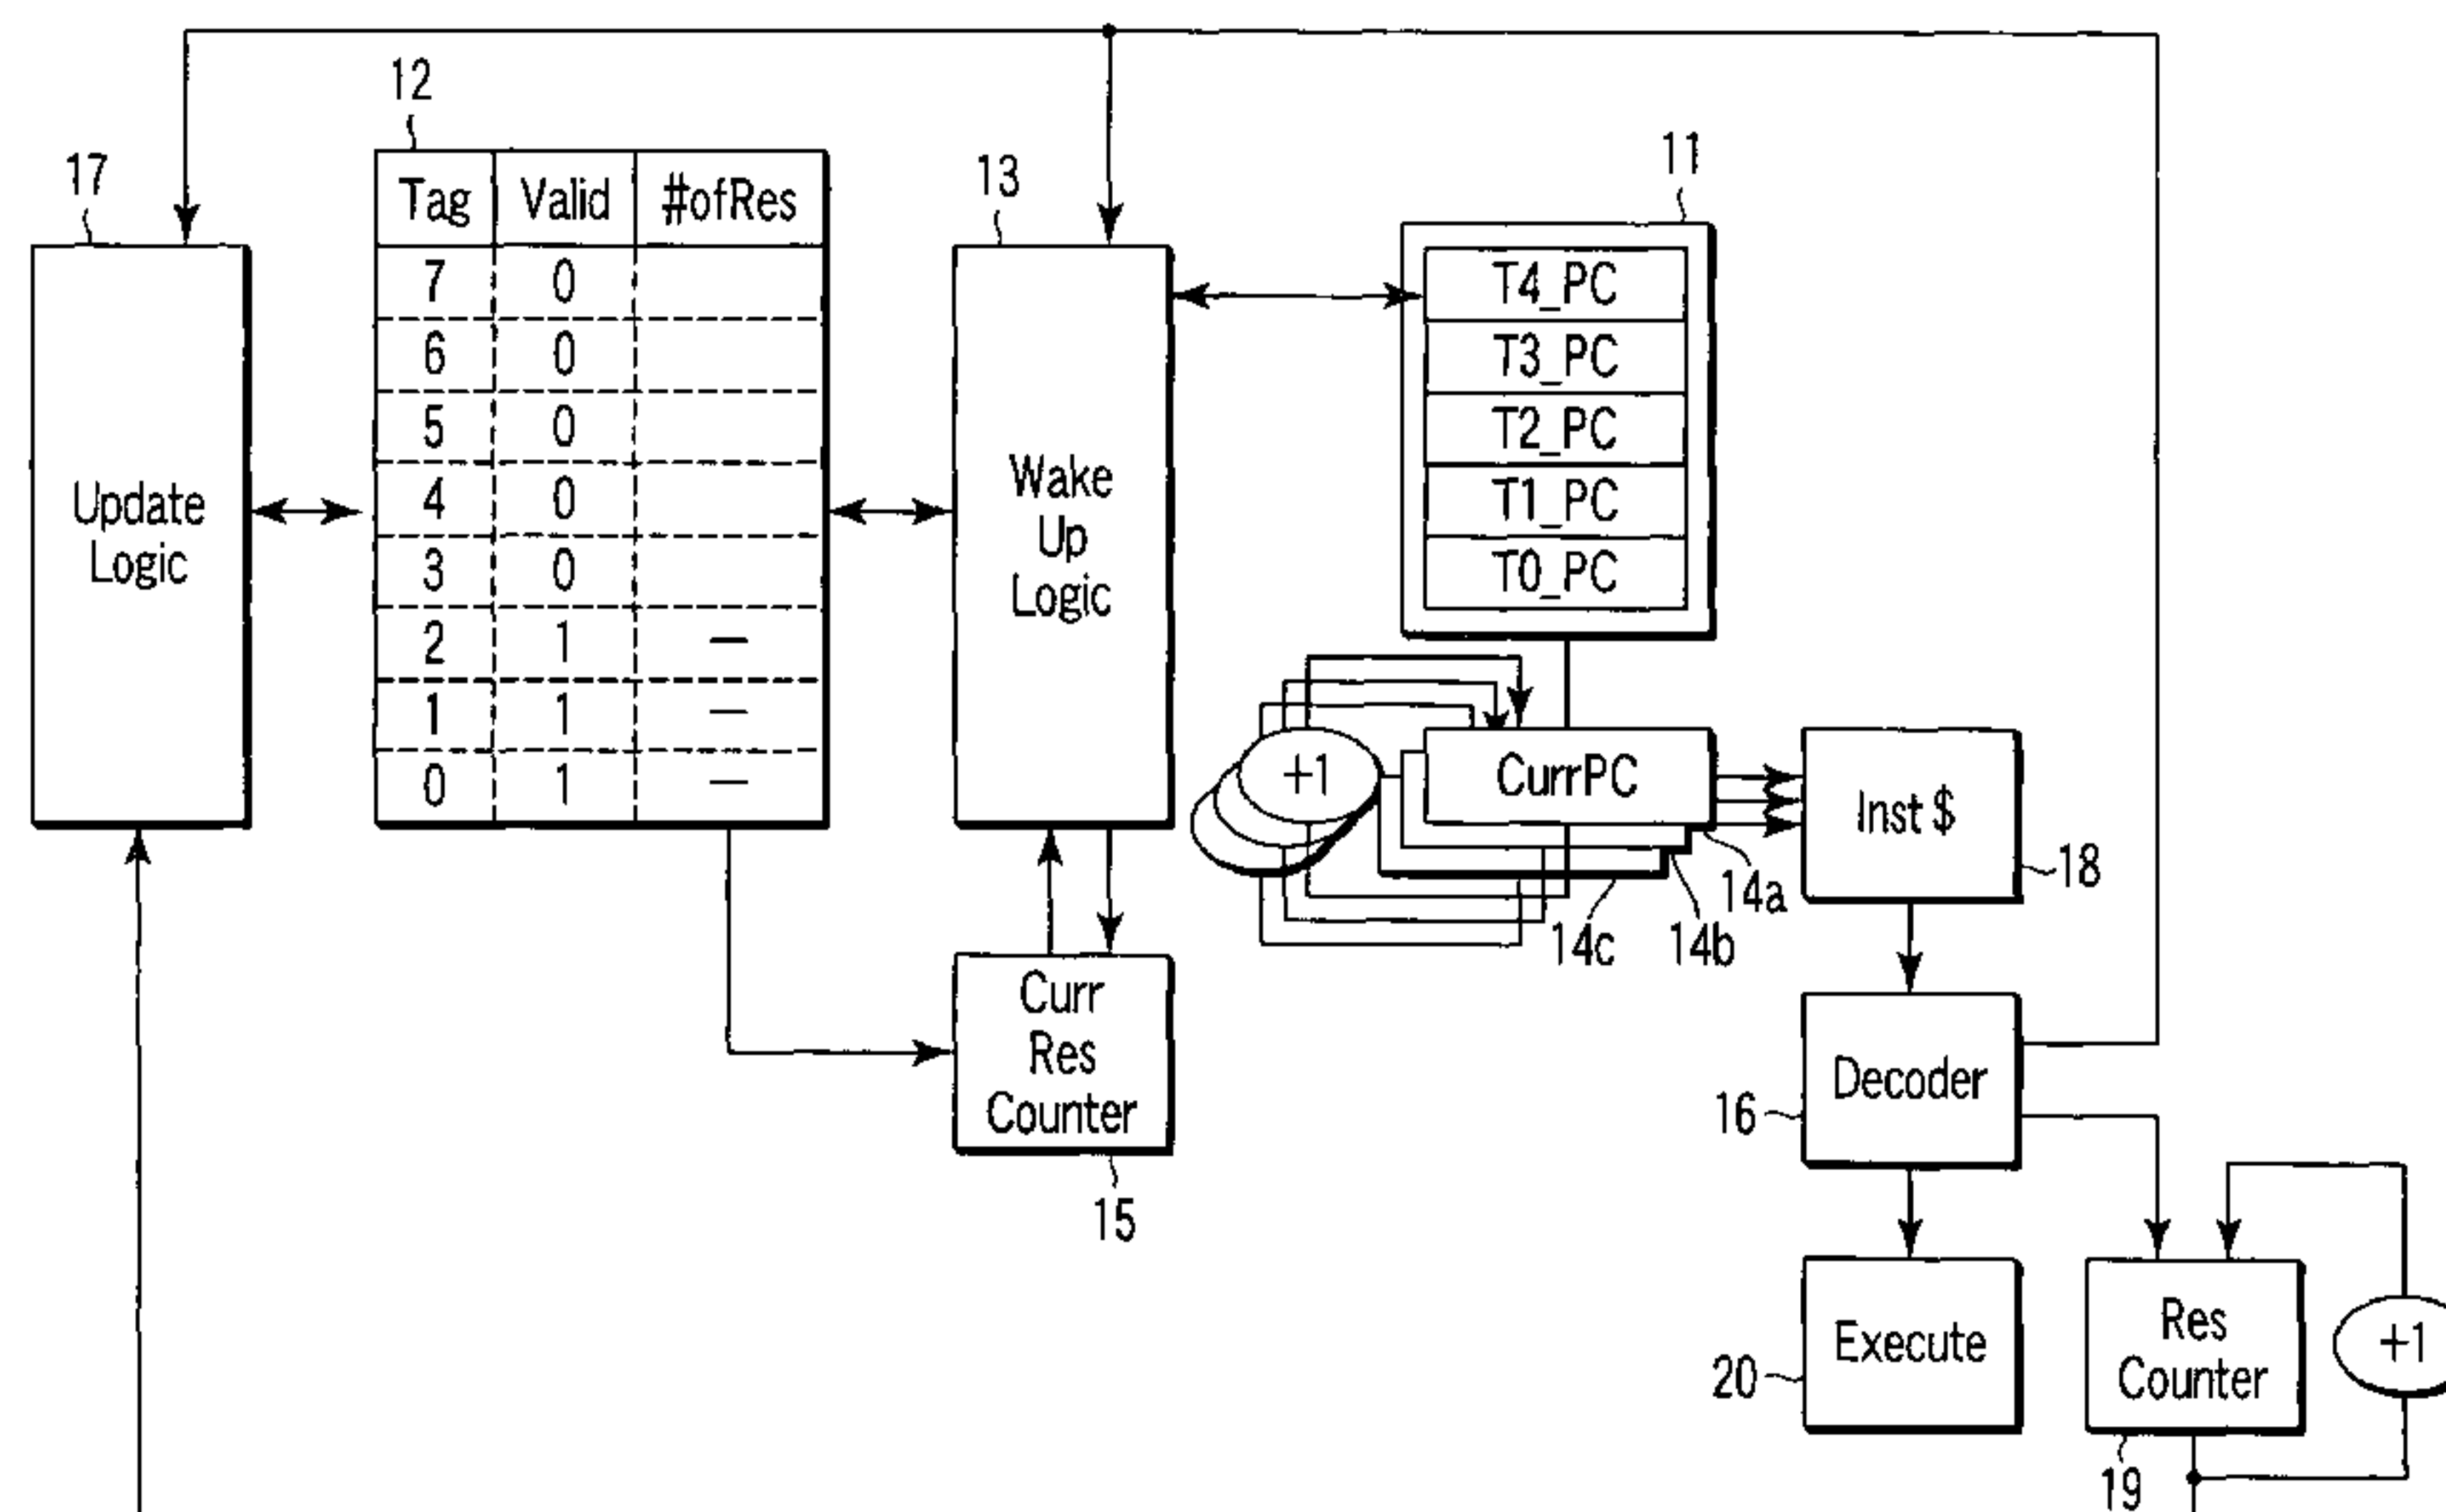 12
17
13
11
Tag Valid #ofRes
7 0
6 0
5 0
4 0
3 0
2 1 —
1 1 —
0 1 —
Update
Logic
Wake
Up
Logic
T4_PC
T3_PC
T2_PC
T1_PC
T0_PC
+1
CurrPC
Inst $
14a
14b
14c
18
Curr
Res
Counter
15
Decoder
16
Execute
20
Res
Counter
+1
19